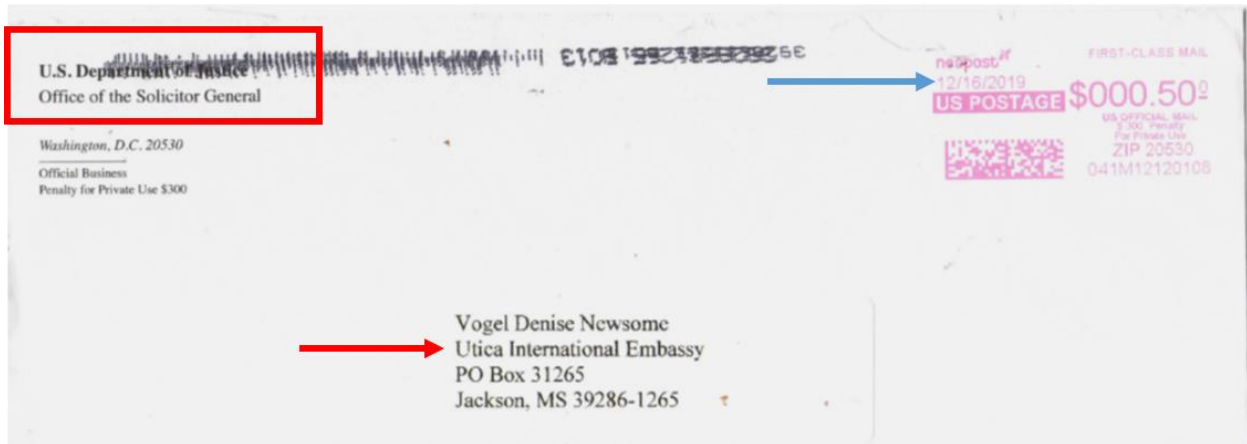 U.S. Department of Justice
Office of the Solicitor General
Washington, D.C. 20530
Official Business
Penalty for Private Use $300
neopost
12/16/2019
US POSTAGE
FIRST-CLASS MAIL
$000.50⁰
US OFFICIAL MAIL
$300 Penalty
For Private Use
ZIP 20530
041M12120108
Vogel Denise Newsome
Utica International Embassy
PO Box 31265
Jackson, MS 39286-1265